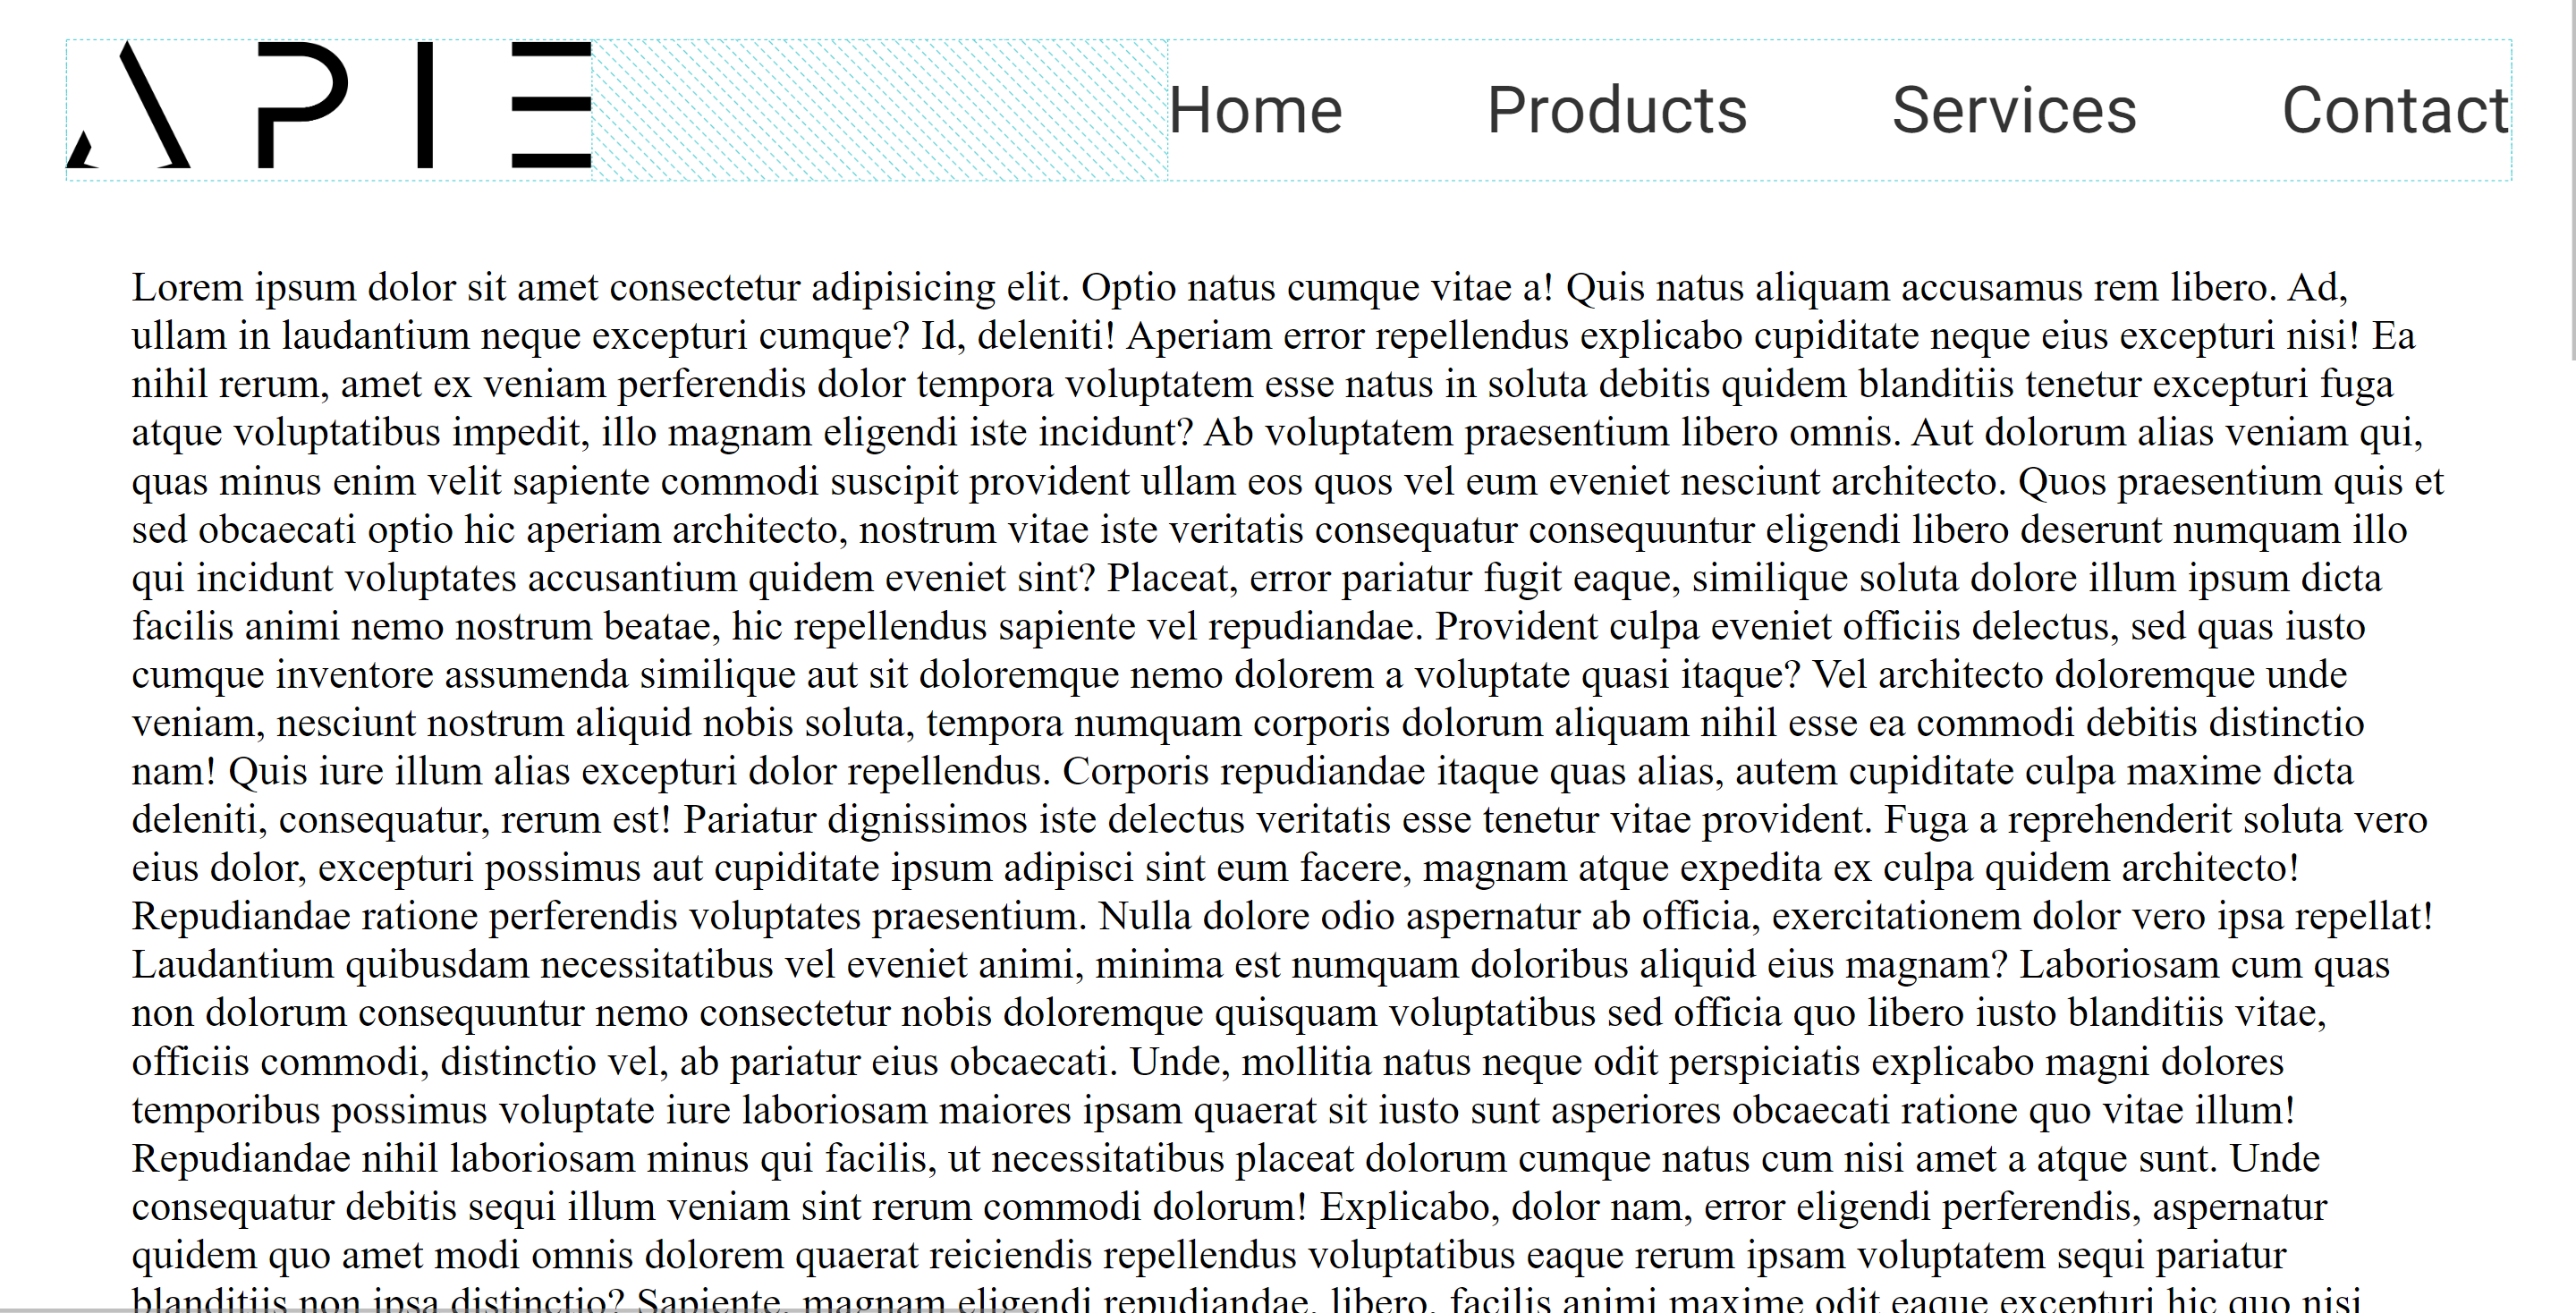 APIE
Home Products Services Contact
Lorem ipsum dolor sit amet consectetur adipisicing elit. Optio natus cumque vitae a! Quis natus aliquam accusamus rem libero. Ad,
ullam in laudantium neque excepturi cumque? Id, deleniti! Aperiam error repellendus explicabo cupiditate neque eius excepturi nisi! Ea
nihil rerum, amet ex veniam perferendis dolor tempora voluptatem esse natus in soluta debitis quidem blanditiis tenetur excepturi fuga
atque voluptatibus impedit, illo magnam eligendi iste incidunt? Ab voluptatem praesentium libero omnis. Aut dolorum alias veniam qui,
quas minus enim velit sapiente commodi suscipit provident ullam eos quos vel eum eveniet nesciunt architecto. Quos praesentium quis et
sed obcaecati optio hic aperiam architecto, nostrum vitae iste veritatis consequatur consequuntur eligendi libero deserunt numquam illo
qui incidunt voluptates accusantium quidem eveniet sint? Placeat, error pariatur fugit eaque, similique soluta dolore illum ipsum dicta
facilis animi nemo nostrum beatae, hic repellendus sapiente vel repudiandae. Provident culpa eveniet officiis delectus, sed quas iusto
cumque inventore assumenda similique aut sit doloremque nemo dolorem a voluptate quasi itaque? Vel architecto doloremque unde
veniam, nesciunt nostrum aliquid nobis soluta, tempora numquam corporis dolorum aliquam nihil esse ea commodi debitis distinctio
nam! Quis iure illum alias excepturi dolor repellendus. Corporis repudiandae itaque quas alias, autem cupiditate culpa maxime dicta
deleniti, consequatur, rerum est! Pariatur dignissimos iste delectus veritatis esse tenetur vitae provident. Fuga a reprehenderit soluta vero
eius dolor, excepturi possimus aut cupiditate ipsum adipisci sint eum facere, magnam atque expedita ex culpa quidem architecto!
Repudiandae ratione perferendis voluptates praesentium. Nulla dolore odio aspernatur ab officia, exercitationem dolor vero ipsa repellat!
Laudantium quibusdam necessitatibus vel eveniet animi, minima est numquam doloribus aliquid eius magnam? Laboriosam cum quas
non dolorum consequuntur nemo consectetur nobis doloremque quisquam voluptatibus sed officia quo libero iusto blanditiis vitae,
officiis commodi, distinctio vel, ab pariatur eius obcaecati. Unde, mollitia natus neque odit perspiciatis explicabo magni dolores
temporibus possimus voluptate iure laboriosam maiores ipsam quaerat sit iusto sunt asperiores obcaecati ratione quo vitae illum!
Repudiandae nihil laboriosam minus qui facilis, ut necessitatibus placeat dolorum cumque natus cum nisi amet a atque sunt. Unde
consequatur debitis sequi illum veniam sint rerum commodi dolorum! Explicabo, dolor nam, error eligendi perferendis, aspernatur
quidem quo amet modi omnis dolorem quaerat reiciendis repellendus voluptatibus eaque rerum ipsam voluptatem sequi pariatur
blanditiis non ipsa distinctio? Sapiente, magnam eligendi repudiandae, libero, facilis animi maxime odit eaque excepturi hic quo nisi